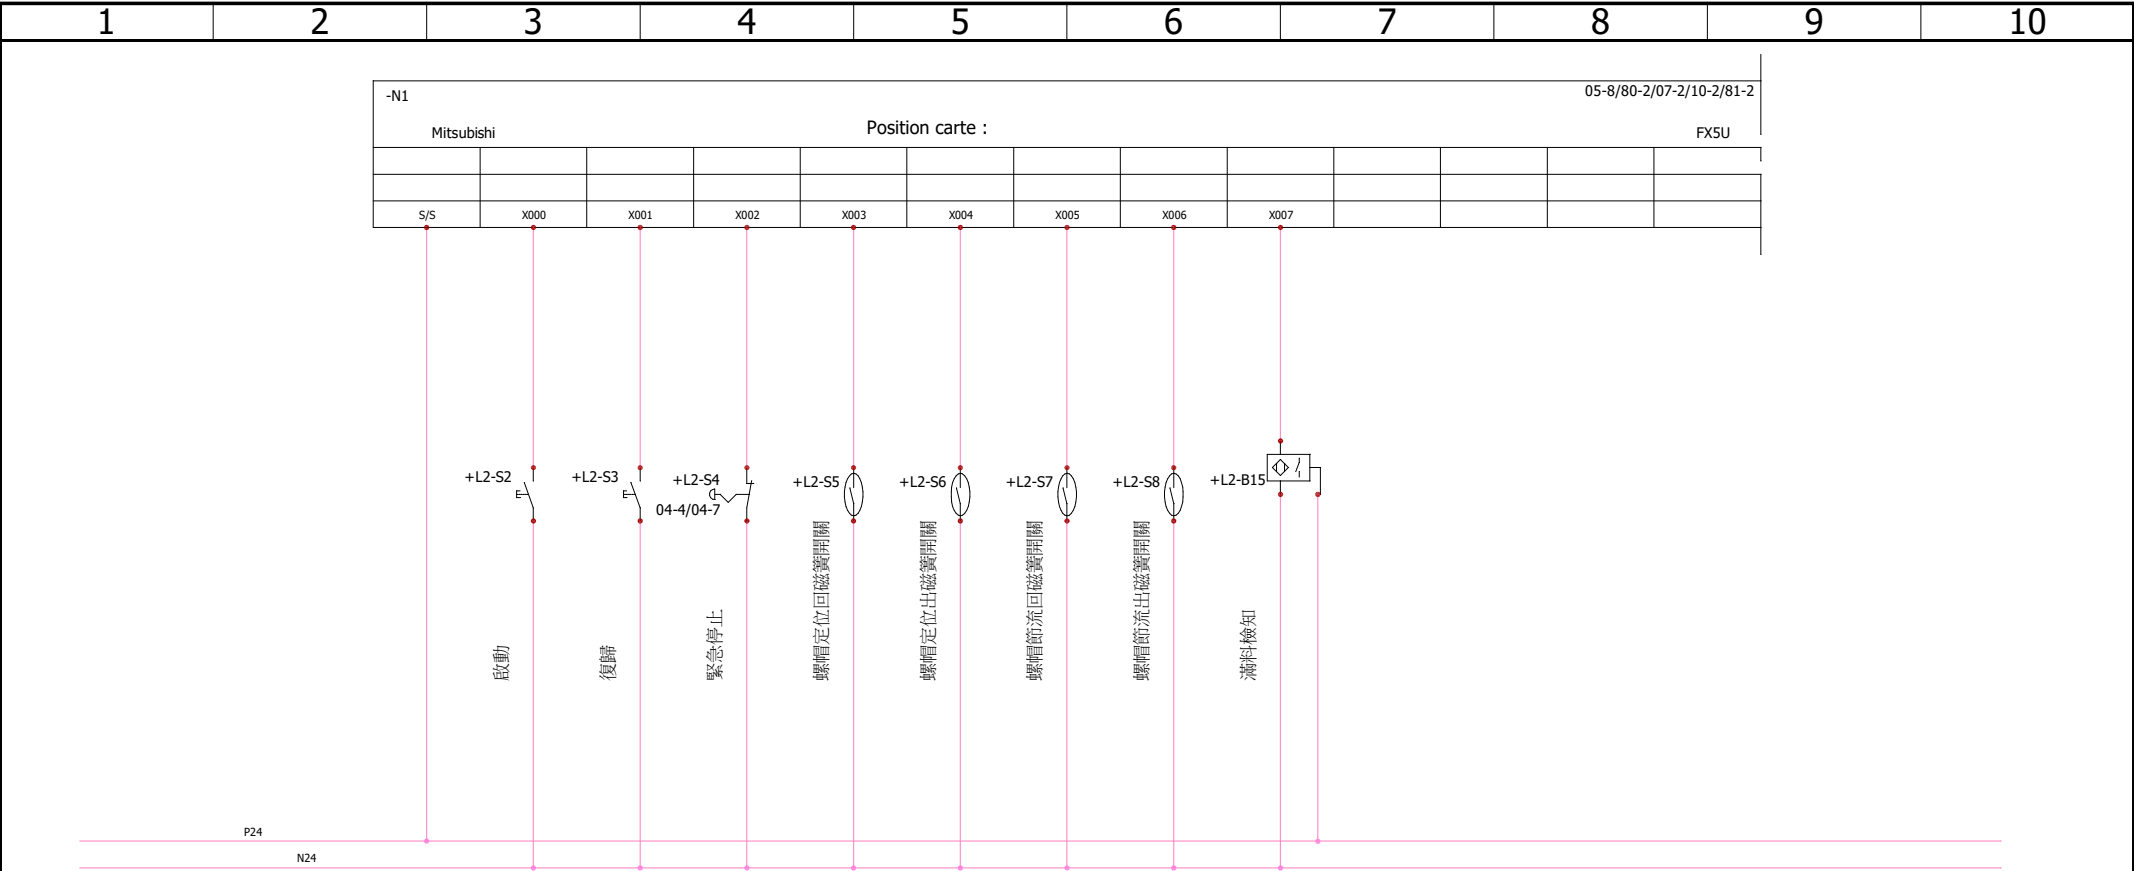 1 2 3 4 5 6 7 8 9 10
-N1 05-8/80-2/07-2/10-2/81-2
Mitsubishi Position carte : FX5U
S/S X000 X001 X002 X003 X004 X005 X006 X007
+L2-S2 +L2-S3 +L2-S4 +L2-S5 +L2-S6 +L2-S7 +L2-S8 +L2-B15
04-4/04-7
啟動
復歸
緊急停止
螺帽定位回磁簧開關
螺帽定位出磁簧開關
螺帽節流回磁簧開關
螺帽節流出磁簧開關
滿料檢知
P24
N24